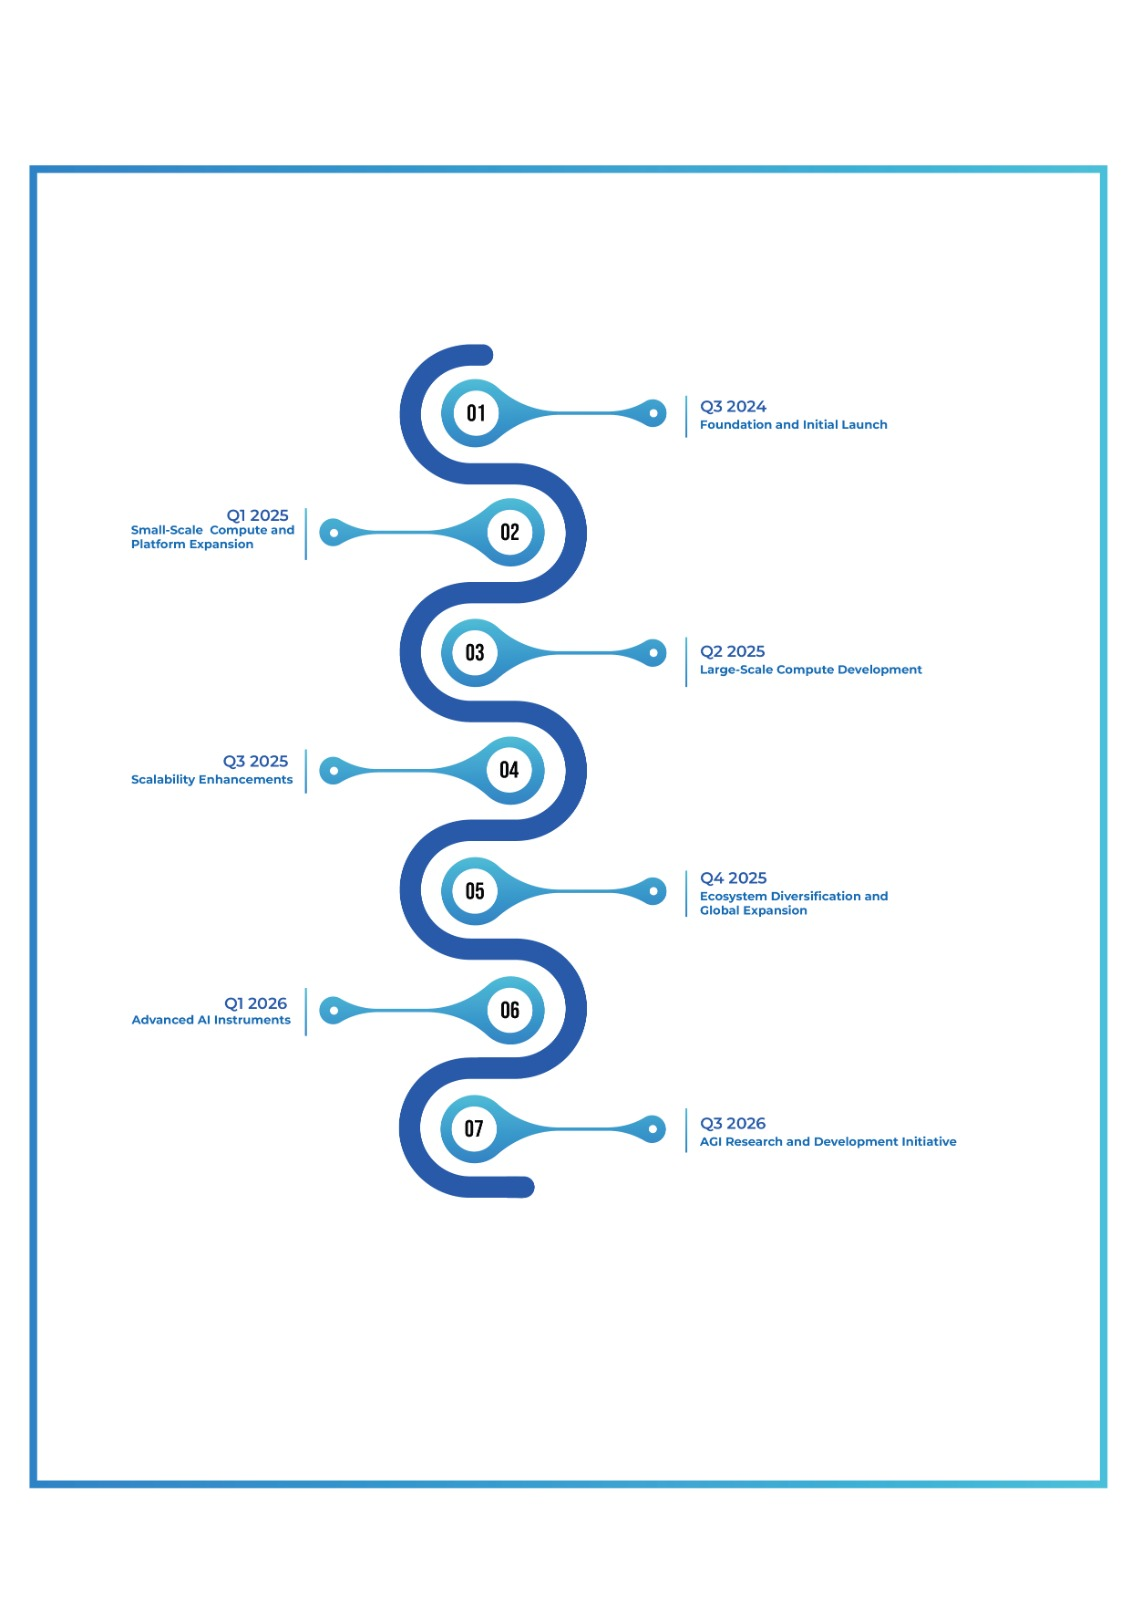 01
Q3 2024
Foundation and Initial Launch
Q1 2025
Small-Scale  Compute and
Platform Expansion
02
03
Q2 2025
Large-Scale Compute Development
Q3 2025
Scalability Enhancements
04
05
Q4 2025
Ecosystem Diversification and
Global Expansion
Q1 2026
Advanced AI Instruments
06
07
Q3 2026
AGI Research and Development Initiative